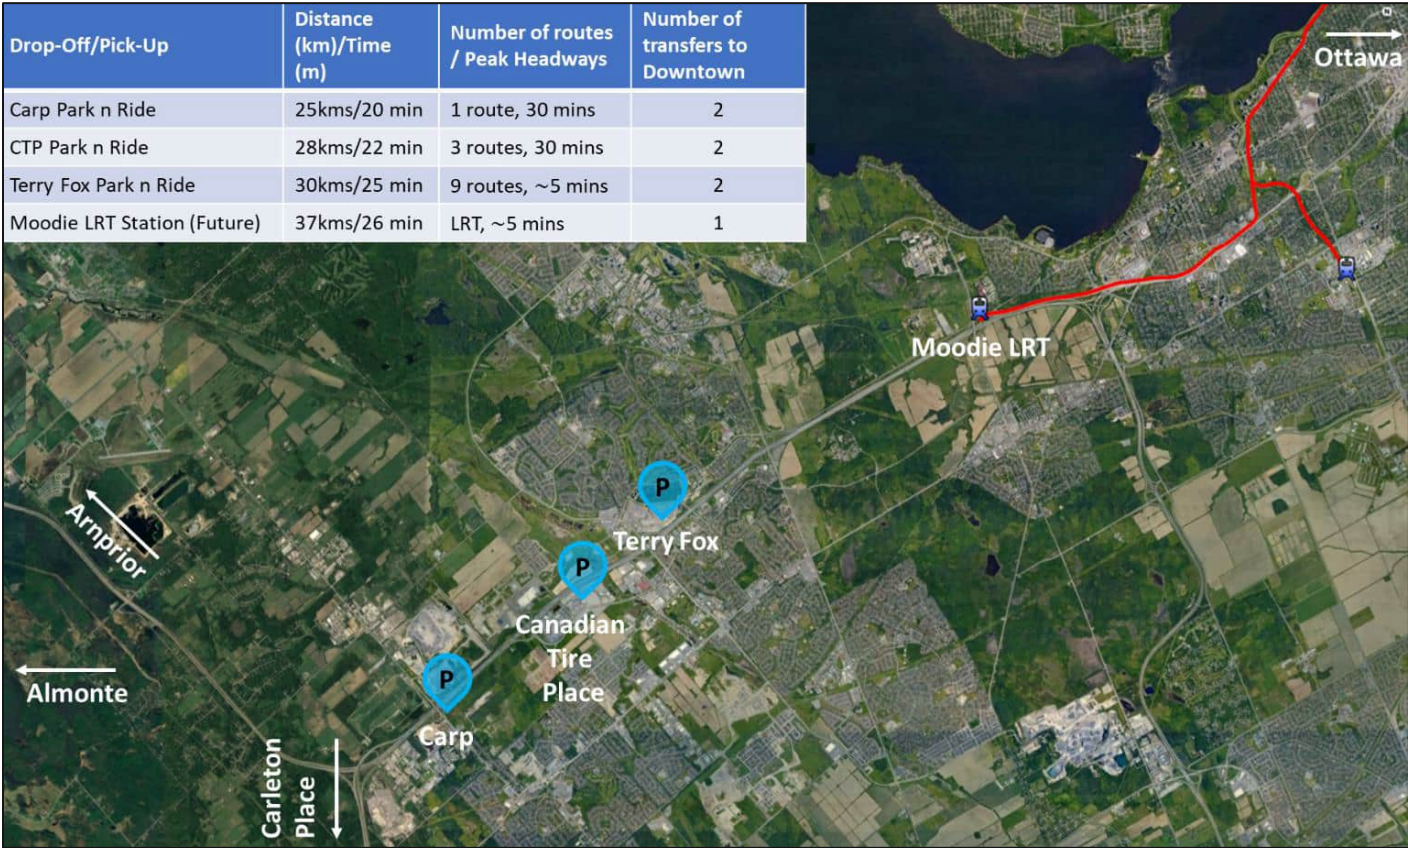 Drop-Off/Pick-Up
Distance
(km)/Time
(m)
Number of routes
/ Peak Headways
Number of
transfers to
Downtown
Carp Park n Ride 25kms/20 min 1 route, 30 mins 2
CTP Park n Ride 28kms/22 min 3 routes, 30 mins 2
Terry Fox Park n Ride 30kms/25 min 9 routes, ~5 mins 2
Moodie LRT Station (Future) 37kms/26 min LRT, ~5 mins 1
Ottawa
Moodie LRT
P
Terry Fox
Arnprior
P
Canadian
Tire
Place
P
Carp
Almonte
Carleton
Place